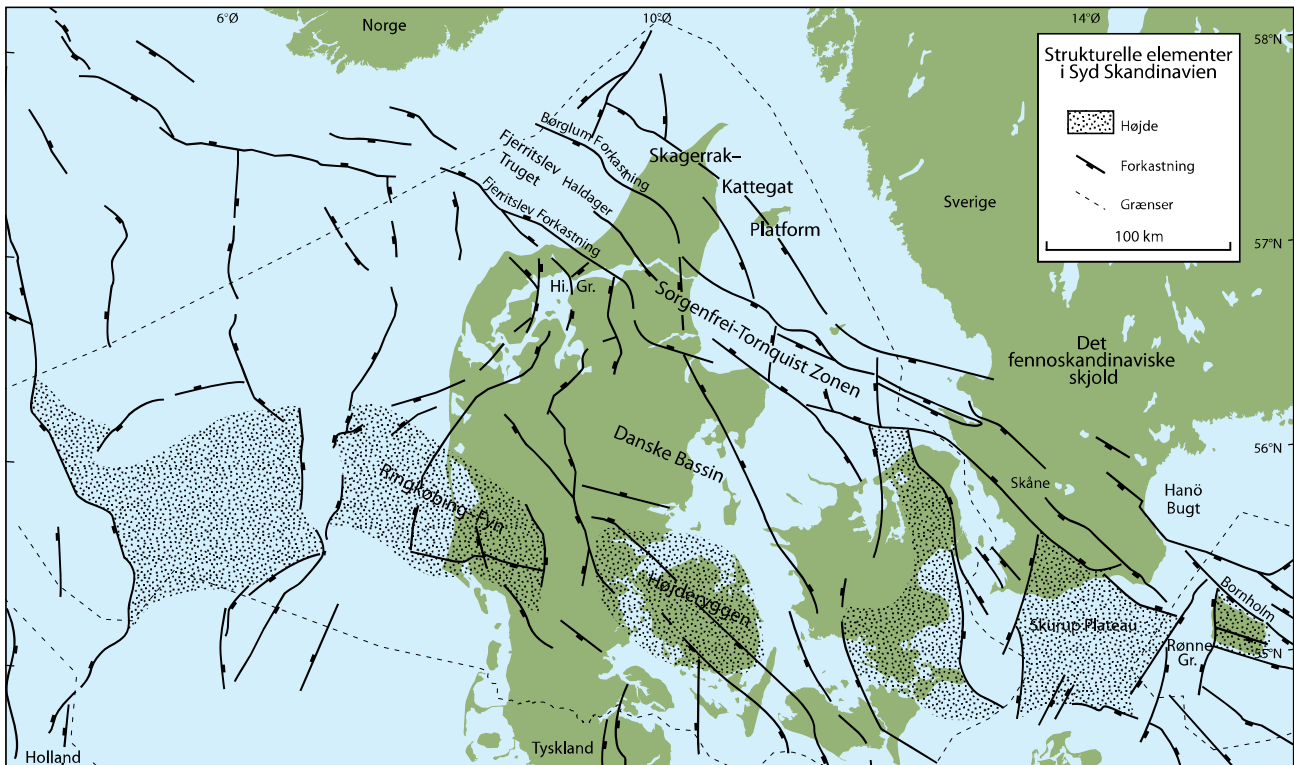 6°Ø
10°Ø
14°Ø
Norge
58°N
Strukturelle elementer
i Syd Skandinavien
Højde
Forkastning
Grænser
100 km
Børglum Forkastning
Fjerritslev
Truget
Haldager
Fjerritslev Forkastning
Skagerrak–
Kattegat
Platform
Sverige
57°N
Hi. Gr.
Sorgenfrei-Tornquist Zonen
Det
fennoskandinaviske
skjold
56°N
Danske Bassin
Ringkøbing-Fyn
Højderyggen
Skåne
Hanö
Bugt
Bornholm
Skurup Plateau
Rønne
Gr.
55°N
Tyskland
Holland